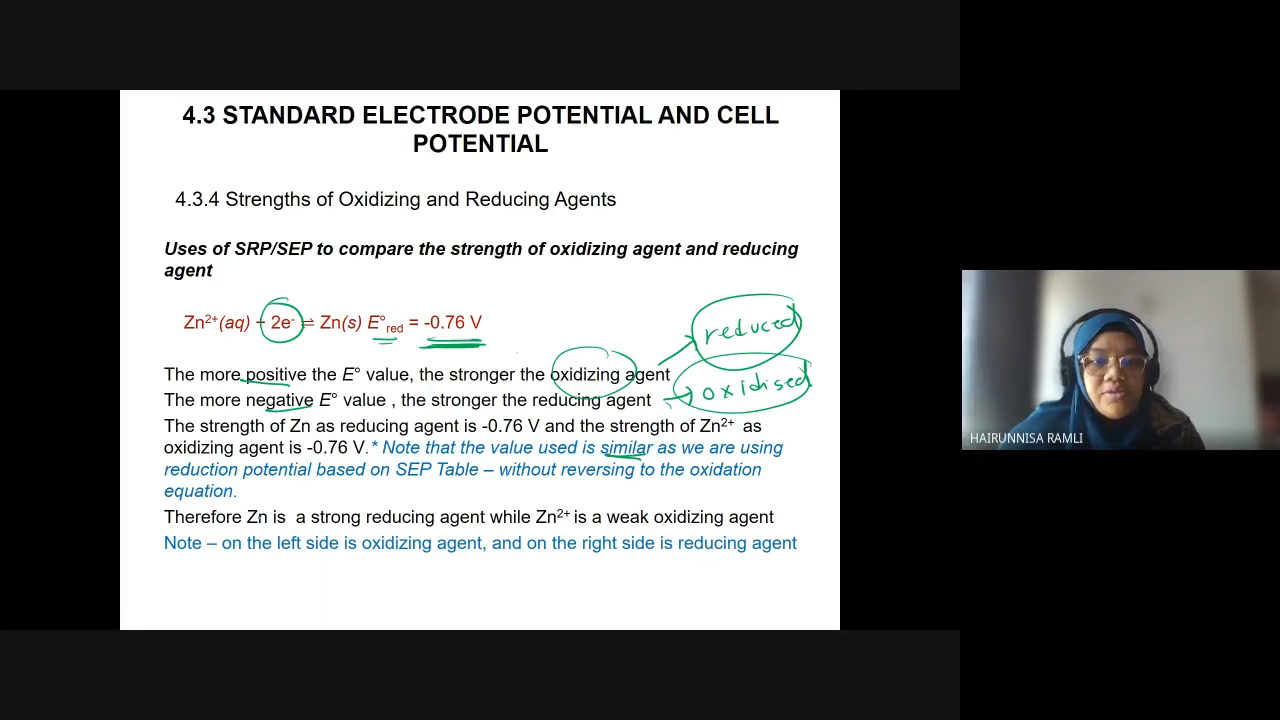 4.3 STANDARD ELECTRODE POTENTIAL AND CELL
POTENTIAL
4.3.4 Strengths of Oxidizing and Reducing Agents
Uses of SRP/SEP to compare the strength of oxidizing agent and reducing
agent
Zn²⁺(aq) + 2e⁻ ⇌ Zn(s) E°red = -0.76 V
reduced
The more positive the E° value, the stronger the oxidizing agent
oxidised
The more negative E° value , the stronger the reducing agent
The strength of Zn as reducing agent is -0.76 V and the strength of Zn²⁺ as
oxidizing agent is -0.76 V.* Note that the value used is similar as we are using
reduction potential based on SEP Table – without reversing to the oxidation
equation.
Therefore Zn is a strong reducing agent while Zn²⁺ is a weak oxidizing agent
Note – on the left side is oxidizing agent, and on the right side is reducing agent
HAIRUNNISA RAMLI